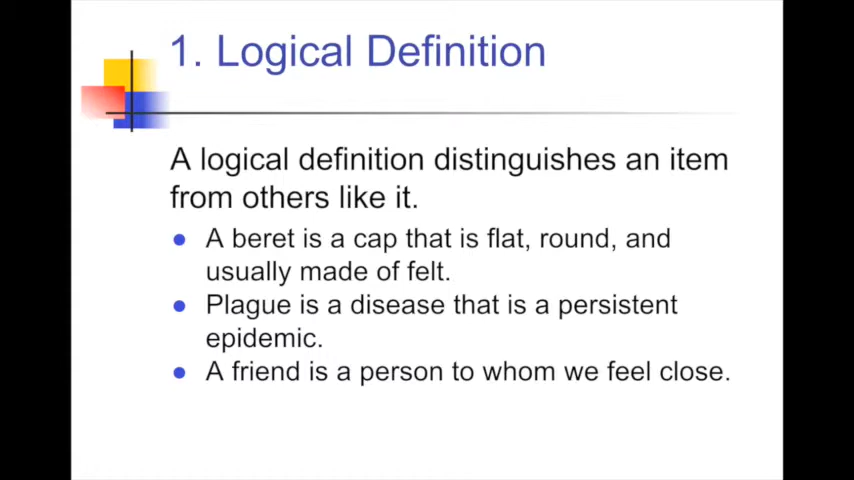 1. Logical Definition
A logical definition distinguishes an item
from others like it.
● A beret is a cap that is flat, round, and
usually made of felt.
● Plague is a disease that is a persistent
epidemic.
● A friend is a person to whom we feel close.